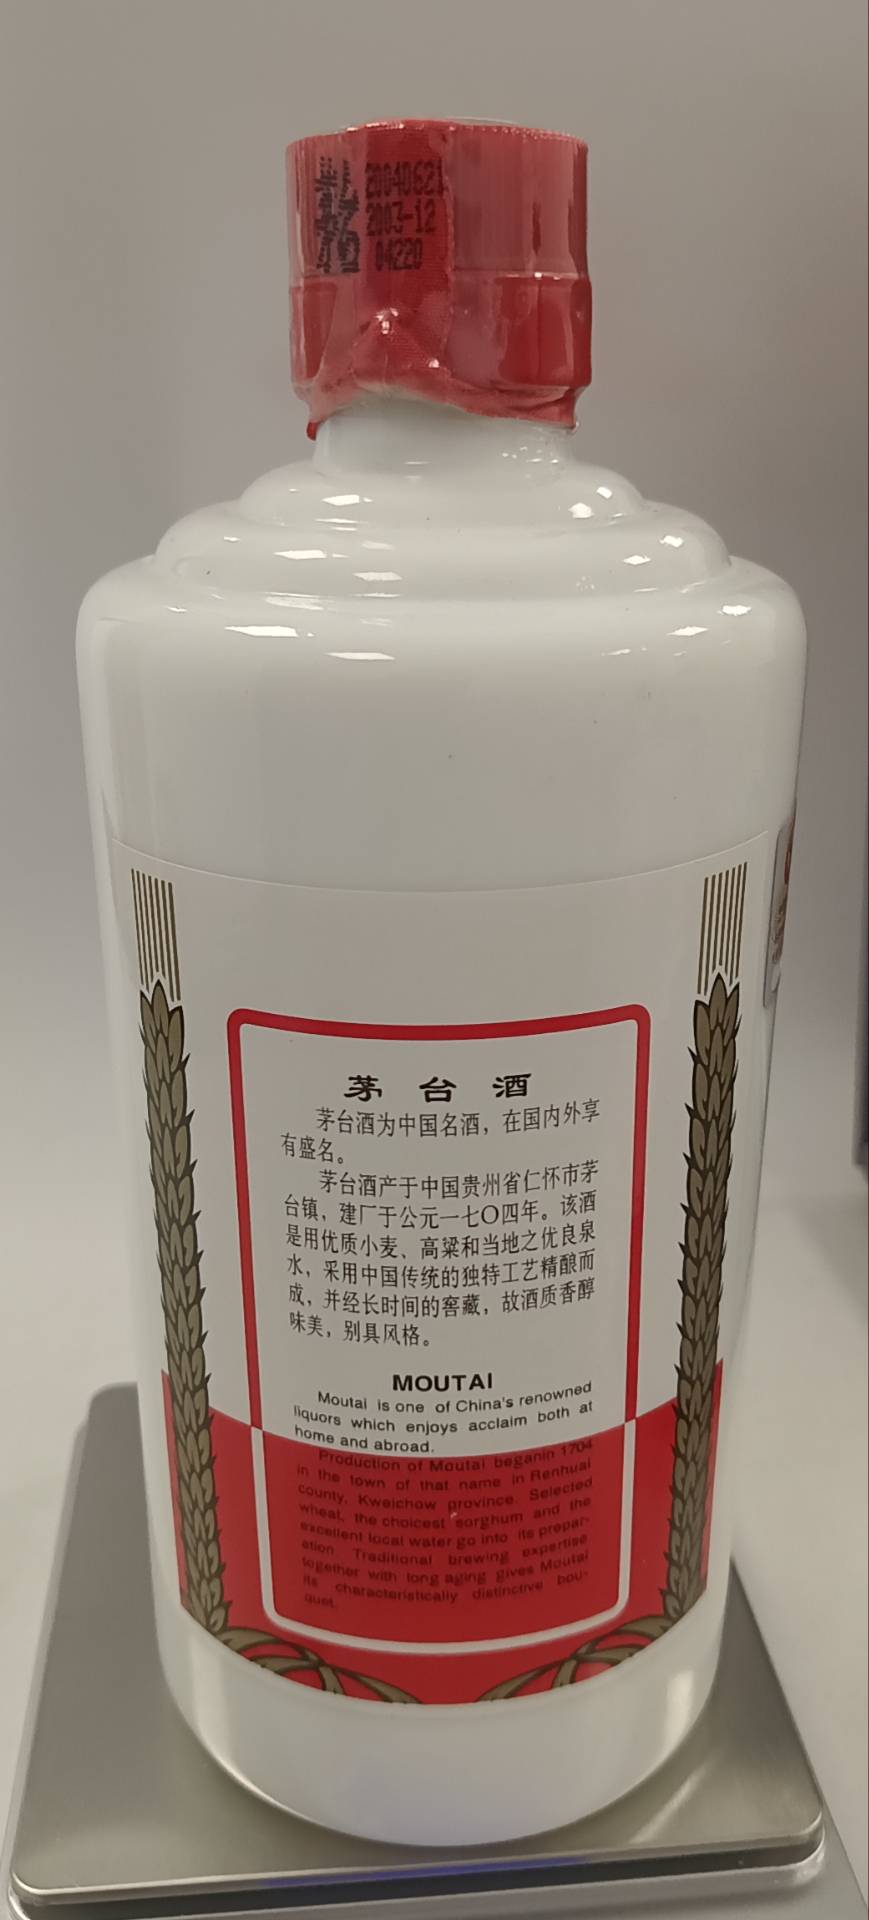 20040621
2003-12
04220
茅台酒
茅台酒为中国名酒，在国内外享
有盛名。
茅台酒产于中国贵州省仁怀市茅
台镇，建厂于公元一七〇四年。该酒
是用优质小麦、高粱和当地之优良泉
水，采用中国传统的独特工艺精酿而
成，并经长时间的窖藏，故酒质香醇
味美，别具风格。
MOUTAI
Moutai is one of China's renowned
liquors which enjoys acclaim both at
home and abroad.
Production of Moutai beganin 1704
in the town of that name in Renhuai
county, Kweichow province. Selected
wheat, the choicest sorghum and the
excellent local water go into its prepar-
ation. Traditional brewing expertise
together with long aging gives Moutai
its characteristically distinctive bou-
quet.